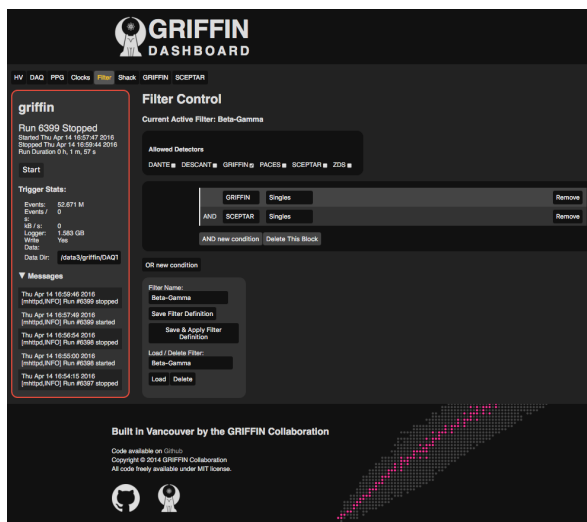 GRIFFIN
DASHBOARD
HV DAQ PPG Clocks Filter Shack GRIFFIN SCEPTAR
griffin
Run 6399 Stopped
Started Thu Apr 14 16:57:47 2016
Stopped Thu Apr 14 16:59:44 2016
Run Duration 0 h, 1 m, 57 s
Start
Trigger Stats:
Events: 52.671 M
Events / s: 0
kB / s: 0
Logger: 1.583 GB
Write Data: Yes
Data Dir: /data3/griffin/DAQ1
▼ Messages
Thu Apr 14 16:59:46 2016
[mhttpd,INFO] Run #6399 stopped
Thu Apr 14 16:57:49 2016
[mhttpd,INFO] Run #6399 started
Thu Apr 14 16:56:54 2016
[mhttpd,INFO] Run #6398 stopped
Thu Apr 14 16:55:00 2016
[mhttpd,INFO] Run #6398 started
Thu Apr 14 16:54:15 2016
[mhttpd,INFO] Run #6397 stopped
Filter Control
Current Active Filter: Beta-Gamma
Allowed Detectors
DANTE DESCANT GRIFFIN PACES SCEPTAR ZDS
GRIFFIN Singles Remove
AND SCEPTAR Singles Remove
AND new condition Delete This Block
OR new condition
Filter Name:
Beta-Gamma
Save Filter Definition
Save & Apply Filter
Definition
Load / Delete Filter:
Beta-Gamma
Load Delete
Built in Vancouver by the GRIFFIN Collaboration
Code available on Github
Copyright © 2014 GRIFFIN Collaboration
All code freely available under MIT license.